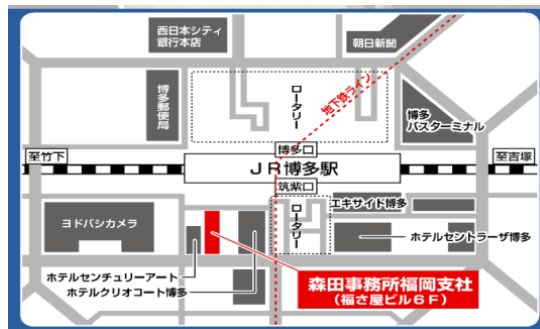 西日本シティ
銀行本店
朝日新聞
地下鉄ライン
博多郵便局
ロータリー
博多
バスターミナル
博多口
至竹下
JR博多駅
至吉塚
筑紫口
ロータリー
エキサイド博多
ヨドバシカメラ
ホテルセントラーザ博多
ホテルセンチュリーアート
ホテルクリオコート博多
森田事務所福岡支社
(福さ屋ビル6F)